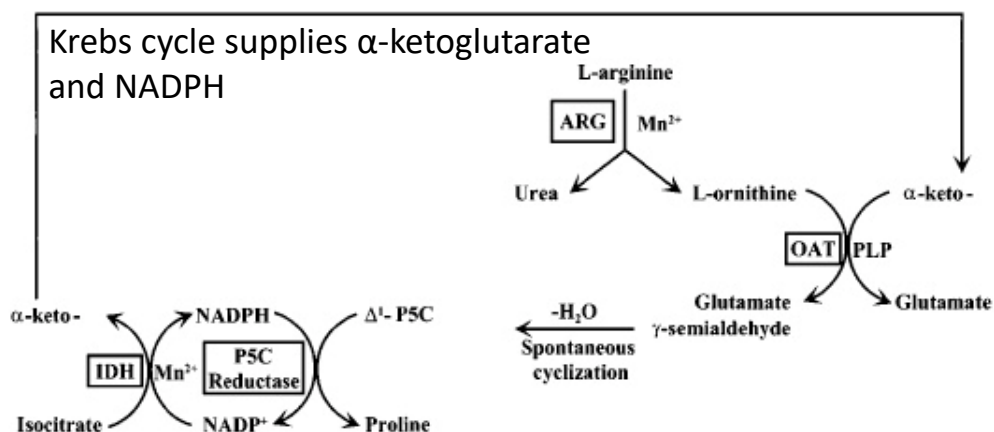 Krebs cycle supplies α-ketoglutarate
and NADPH
L-arginine
ARG
Mn²⁺
Urea
L-ornithine
α-keto-
OAT
PLP
Glutamate
γ-semialdehyde
Glutamate
-H₂O
Spontaneous
cyclization
α-keto-
NADPH
Δ¹- P5C
IDH
Mn²⁺
P5C
Reductase
Isocitrate
NADP⁺
Proline